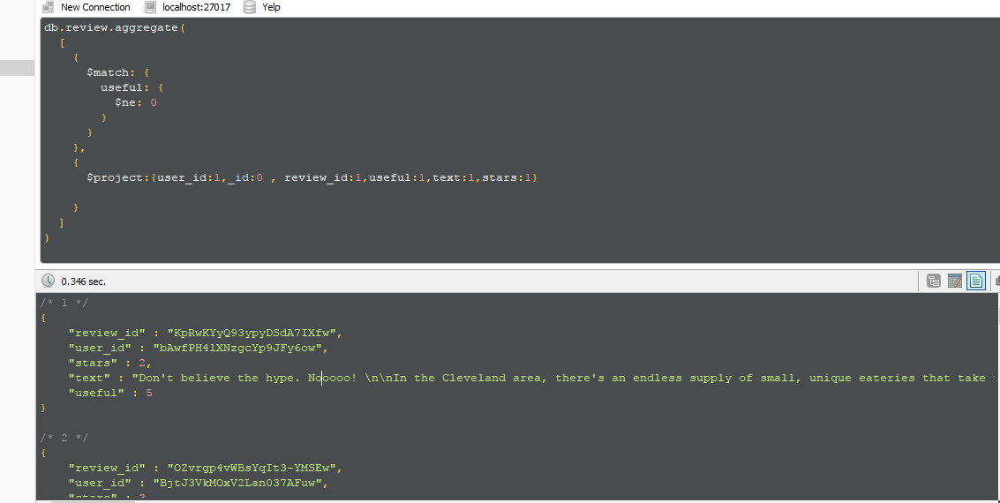 New Connection localhost:27017 Yelp
db.review.aggregate(
[
{
$match: {
useful: {
$ne: 0
}
}
},
{
$project:{user_id:1,_id:0 , review_id:1,useful:1,text:1,stars:1}
}
]
)
0.346 sec.
/* 1 */
{
"review_id" : "KpRwKYyQ93ypyDSdA7IXfw",
"user_id" : "bAwfPH4lXNzgcYp9JFy6ow",
"stars" : 2,
"text" : "Don't believe the hype. Nooooo! \n\nIn the Cleveland area, there's an endless supply of small, unique eateries that take
"useful" : 5
}
/* 2 */
{
"review_id" : "OZvrgp4vWBsYqIt3-YMSEw",
"user_id" : "BjtJ3VkMOxV2Lan037AFuw",
"stars" : 3